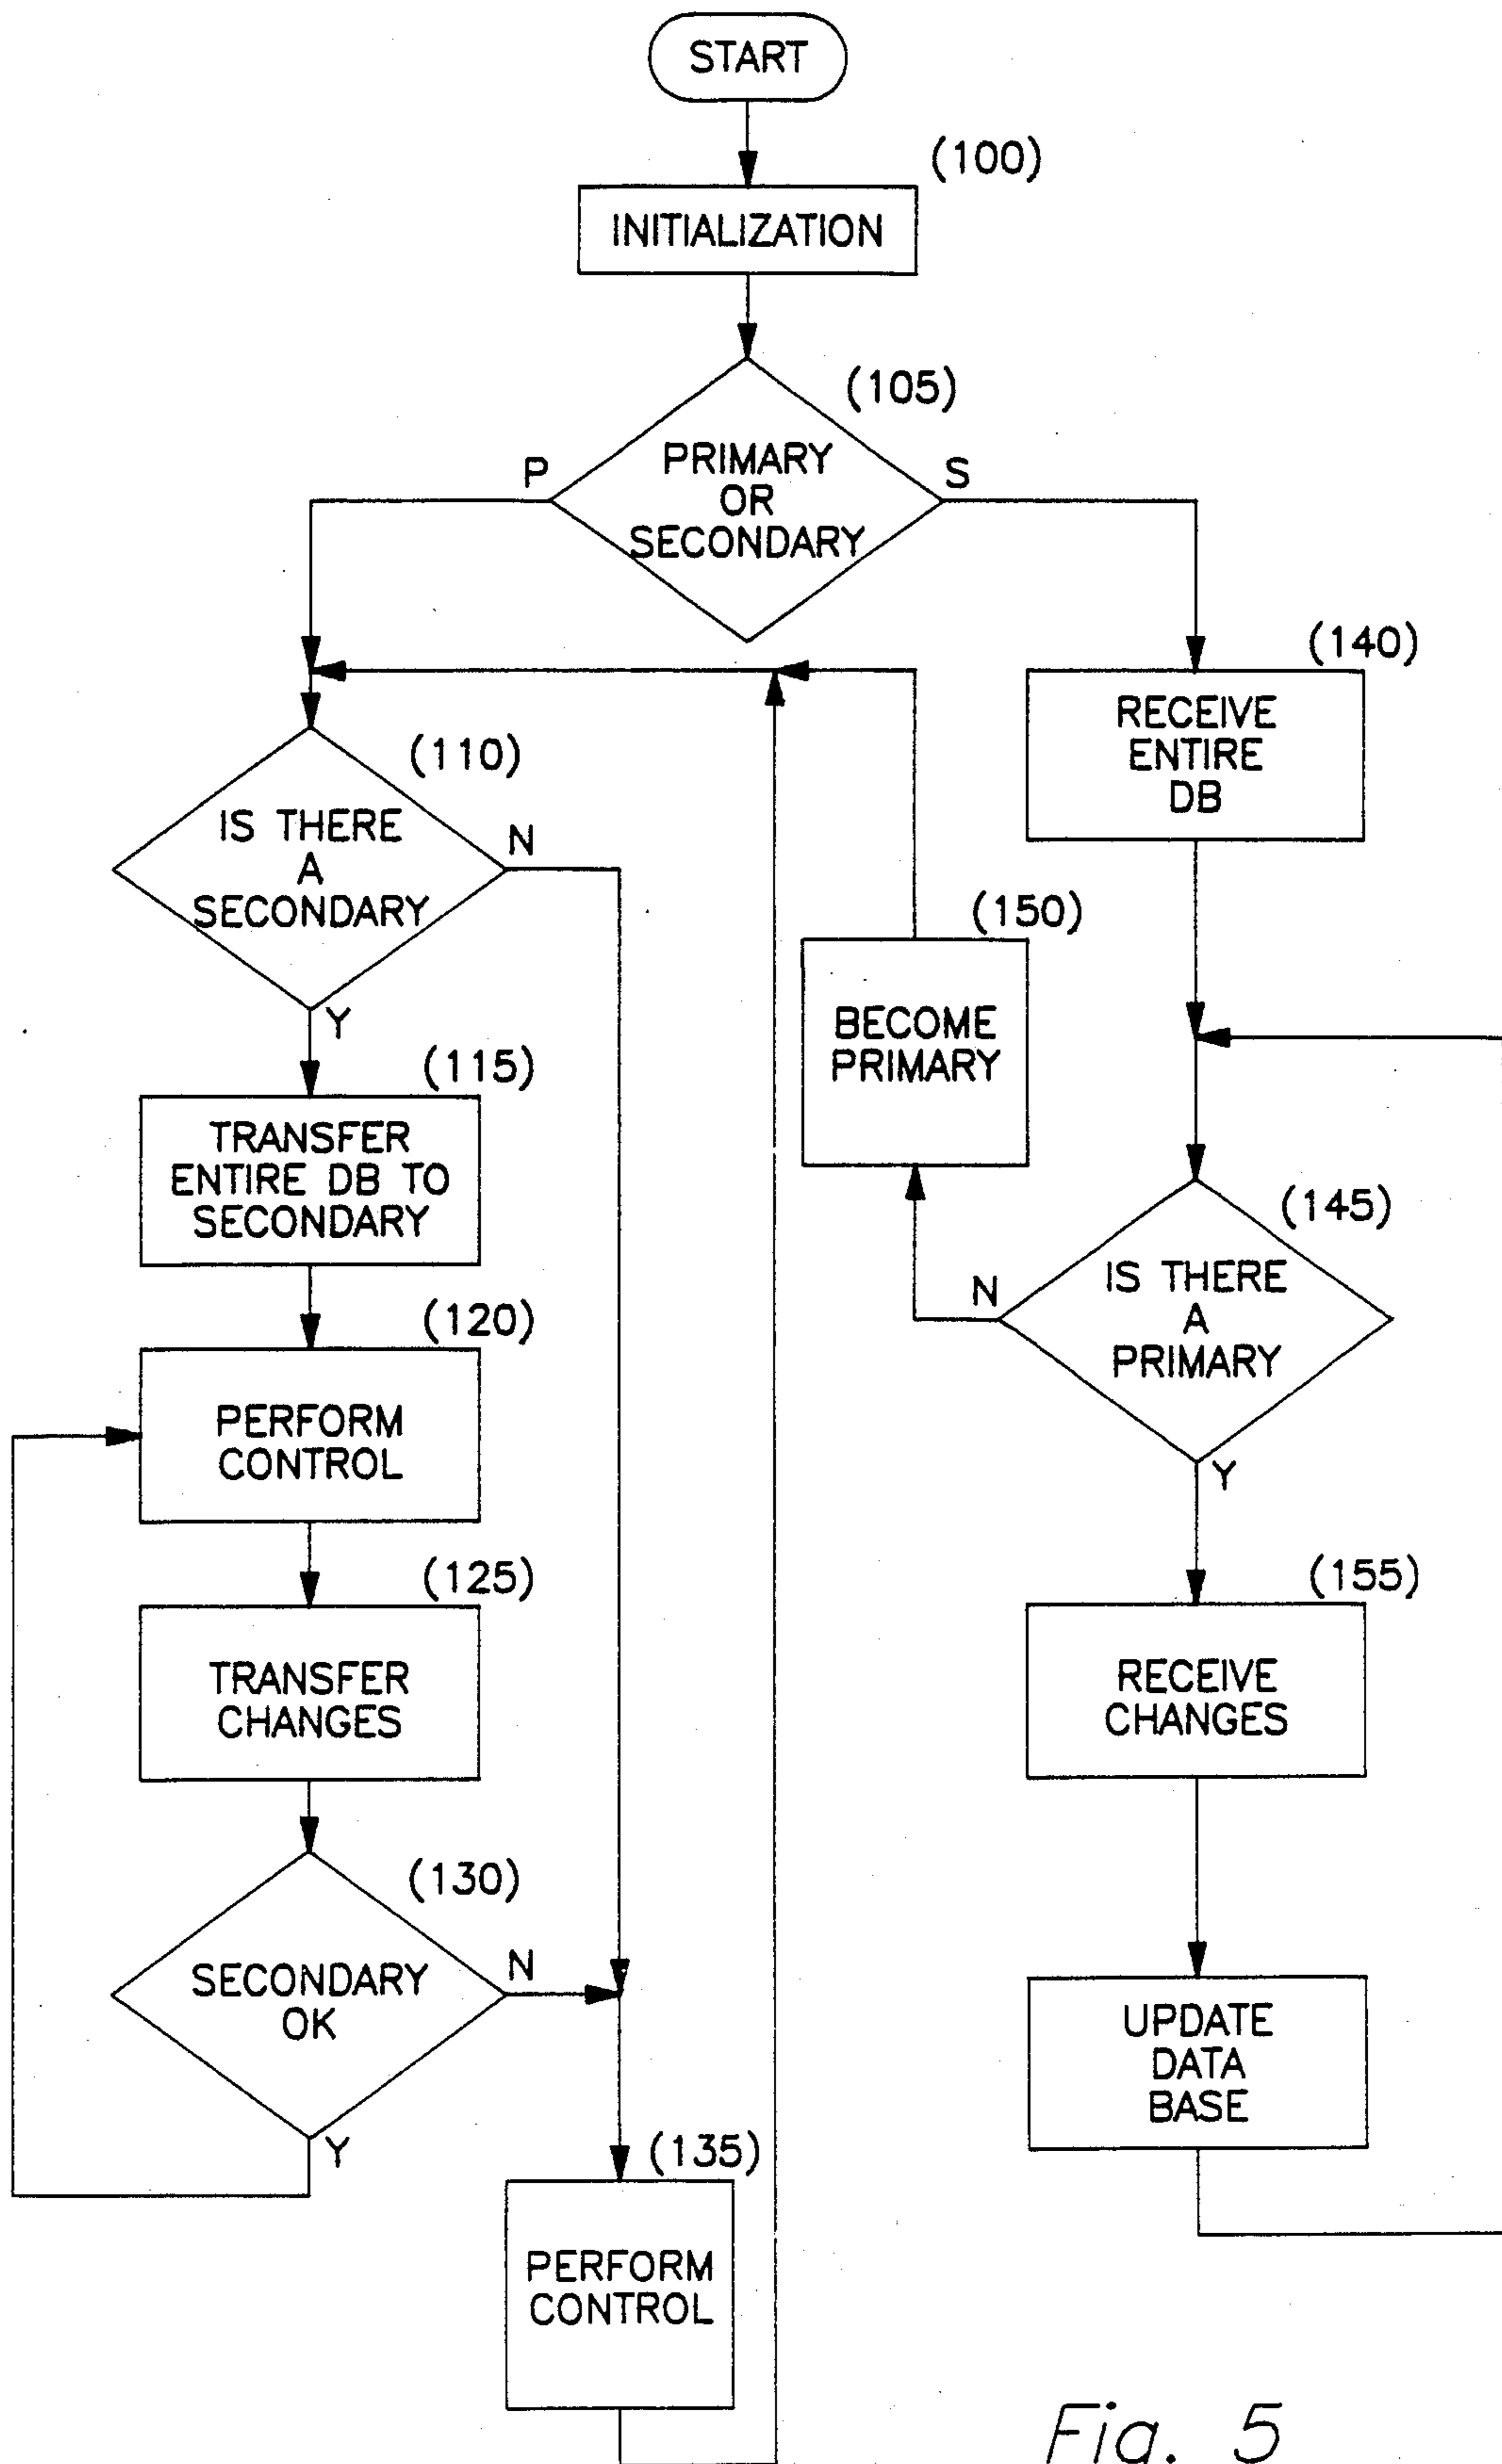 START
(100)
INITIALIZATION
(105)
PRIMARY
OR
SECONDARY
P
S
(110)
IS THERE
A
SECONDARY
N
Y
(115)
TRANSFER
ENTIRE DB TO
SECONDARY
(120)
PERFORM
CONTROL
(125)
TRANSFER
CHANGES
(130)
SECONDARY
OK
N
Y
(135)
PERFORM
CONTROL
(140)
RECEIVE
ENTIRE
DB
(150)
BECOME
PRIMARY
(145)
IS THERE
A
PRIMARY
N
Y
(155)
RECEIVE
CHANGES
UPDATE
DATA
BASE
Fig. 5